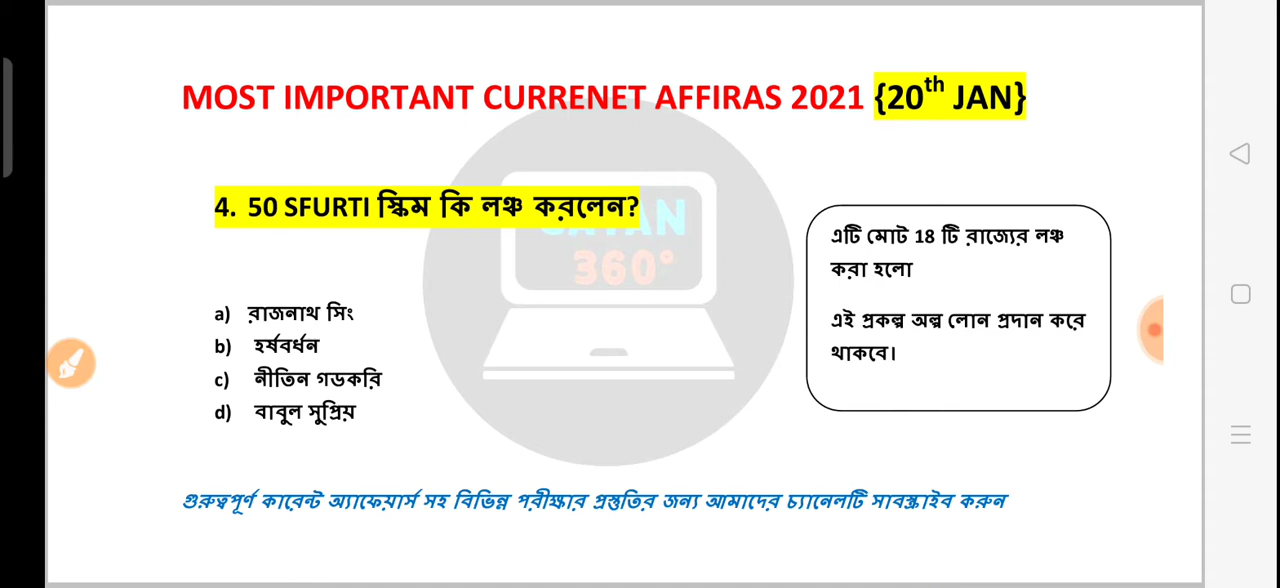 MOST IMPORTANT CURRENET AFFIRAS 2021 {20th JAN}
4. 50 SFURTI স্কিম কি লঞ্চ করলেন?
এটি মোট 18 টি রাজ্যের লঞ্চ
করা হলো
এই প্রকল্প অল্প লোন প্রদান করে
থাকবে।
360°
a) রাজনাথ সিং
b) হর্ষবর্ধন
c) নীতিন গডকরি
d) বাবুল সুপ্রিয়
গুরুত্বপূর্ণ কারেন্ট অ্যাফেয়ার্স সহ বিভিন্ন পরীক্ষার প্রস্তুতির জন্য আমাদের চ্যানেলটি সাবস্ক্রাইব করুন